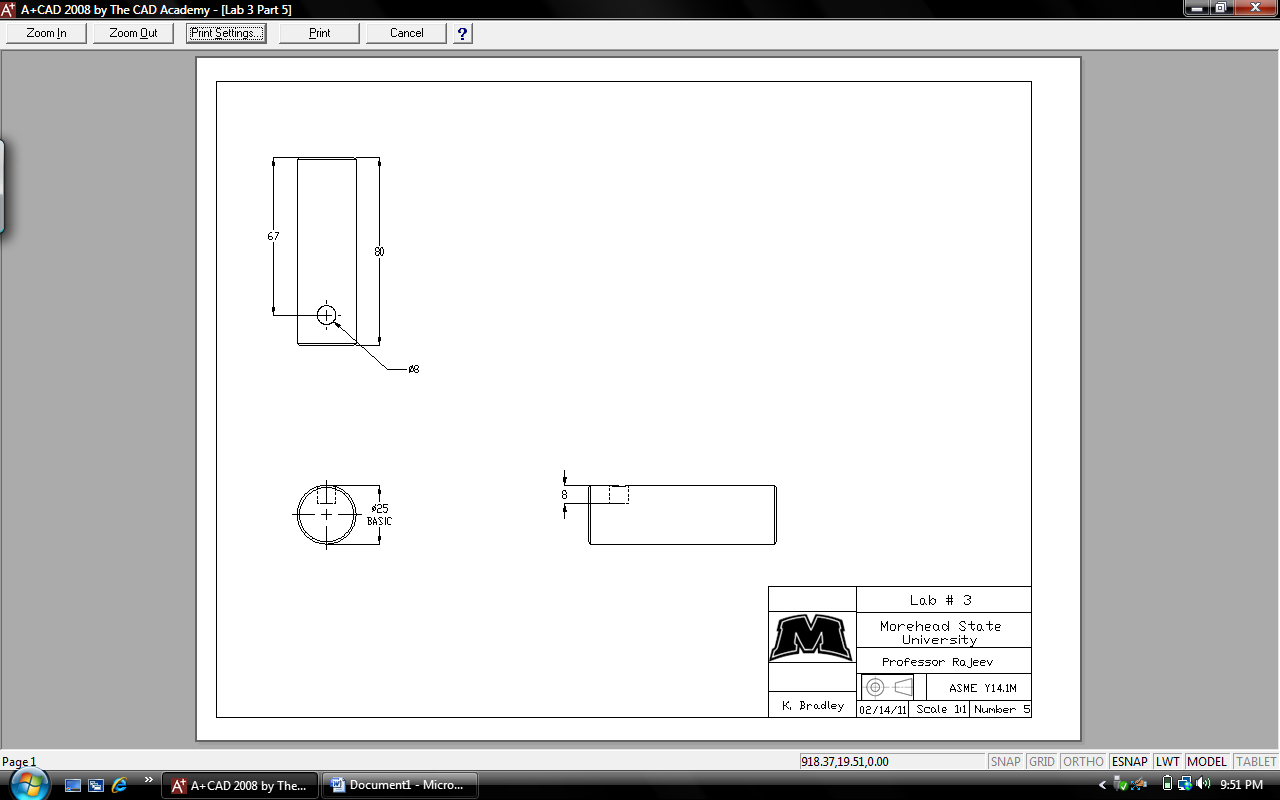 A+CAD 2008 by The CAD Academy - [Lab 3 Part 5]
Zoom In Zoom Out Print Settings... Print Cancel ?
67
80
Ø8
8
Ø25
BASIC
Lab # 3
Morehead State
University
Professor Rajeev
ASME Y14.1M
K. Bradley 02/14/11 Scale 1:1 Number 5
Page 1 918.37,19.51,0.00 SNAP GRID ORTHO ESNAP LWT MODEL TABLET
A+CAD 2008 by The... Document1 - Micro... 9:51 PM